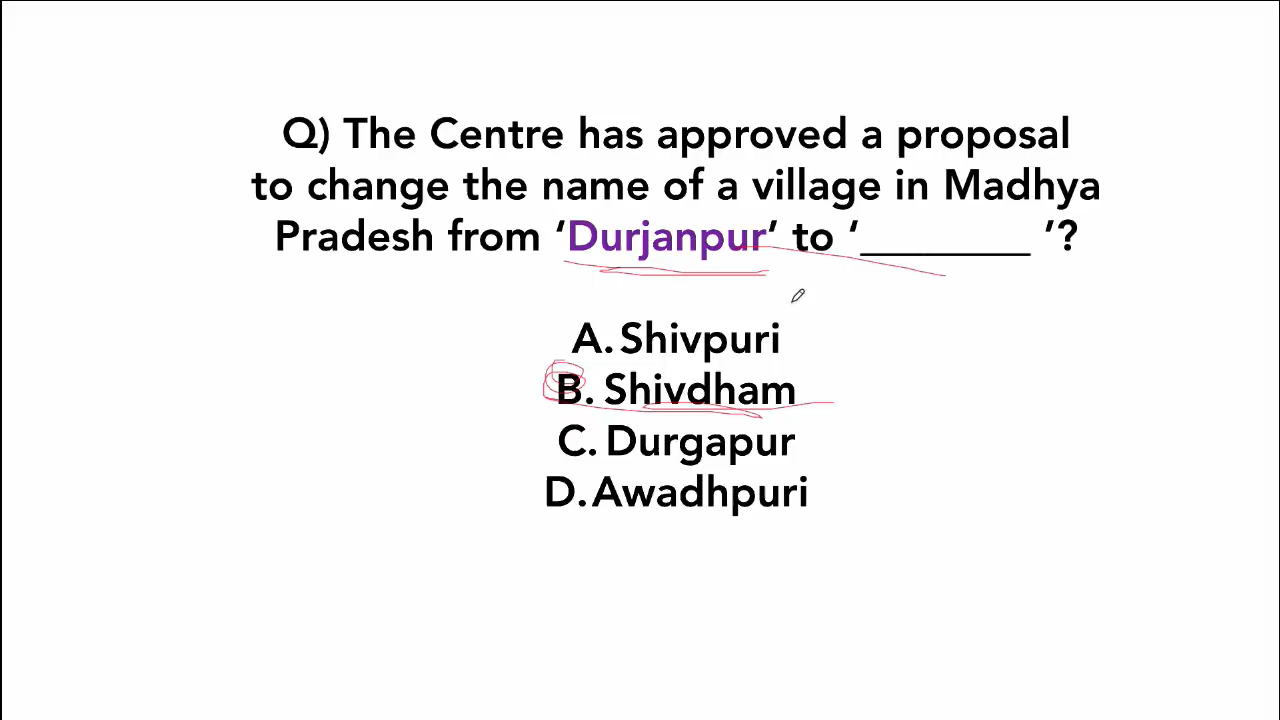 Q) The Centre has approved a proposal
to change the name of a village in Madhya
Pradesh from ‘Durjanpur’ to ‘________ ’?
A. Shivpuri
B. Shivdham
C. Durgapur
D. Awadhpuri